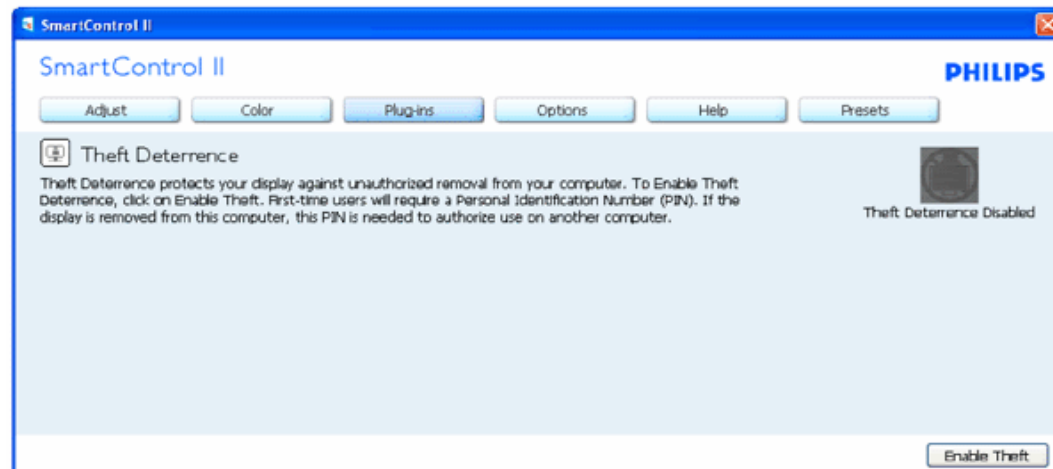 SmartControl II
SmartControl II
PHILIPS
Adjust Color Plug-ins Options Help Presets
Theft Deterrence
Theft Deterrence protects your display against unauthorized removal from your computer. To Enable Theft
Deterrence, click on Enable Theft. First-time users will require a Personal Identification Number (PIN). If the
display is removed from this computer, this PIN is needed to authorize use on another computer.
Theft Deterrence Disabled
Enable Theft